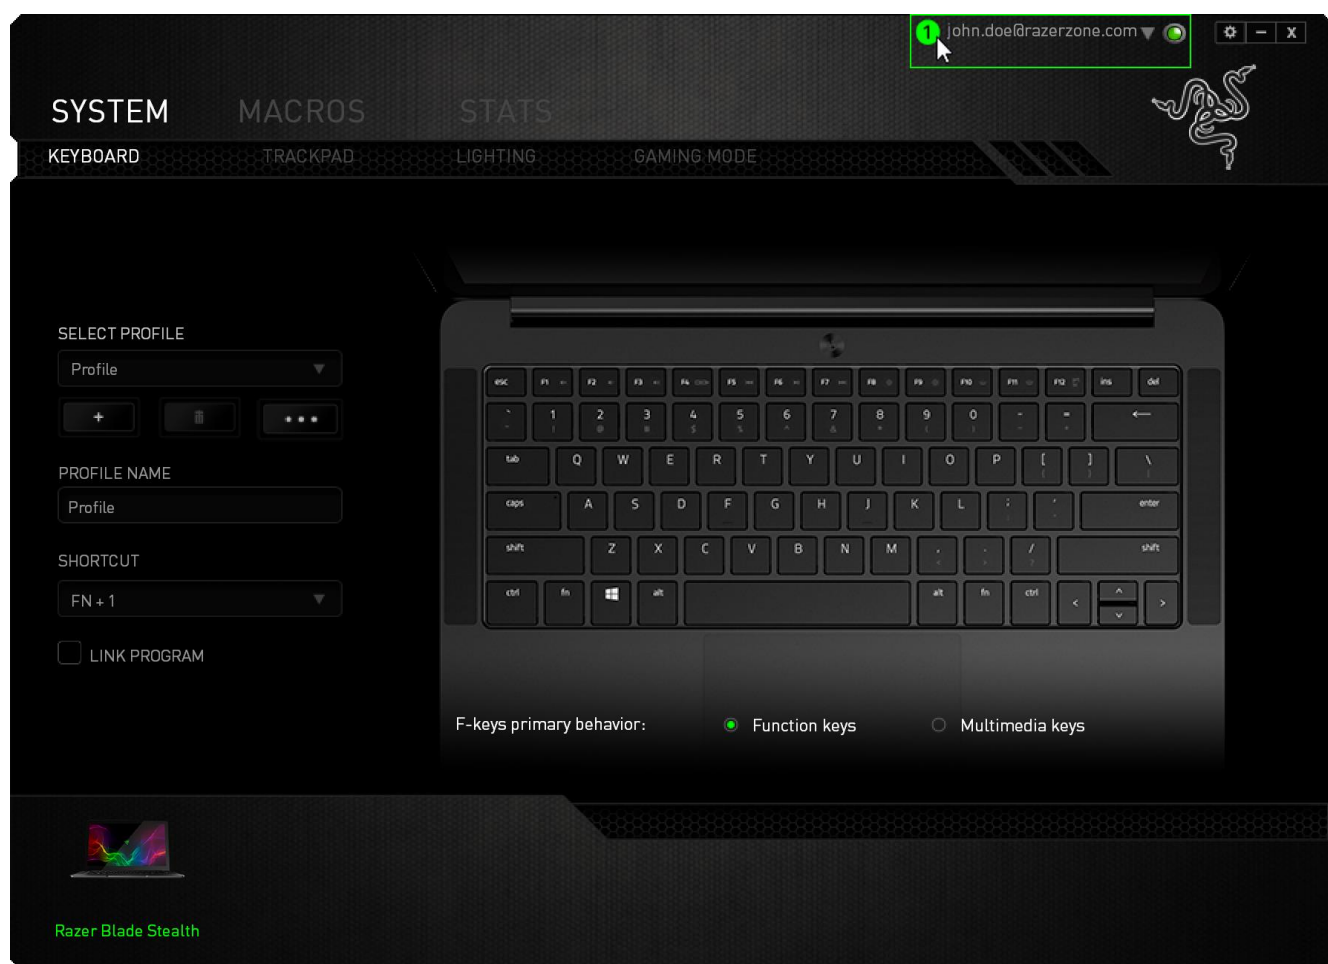 1 john.doe@razerzone.com
X
SYSTEM MACROS STATS
KEYBOARD TRACKPAD LIGHTING GAMING MODE
SELECT PROFILE
Profile
+
PROFILE NAME
Profile
SHORTCUT
FN + 1
LINK PROGRAM
esc F1 F2 F3 F4 F5 F6 F7 F8 F9 F10 F11 F12 ins del
` 1 2 3 4 5 6 7 8 9 0 - =
! @ # $ % ^ & * ( )
tab Q W E R T Y U I O P [ ] \
caps A S D F G H J K L ; ' enter
shift Z X C V B N M , . / shift
ctrl fn alt alt fn ctrl < >
F-keys primary behavior: Function keys Multimedia keys
Razer Blade Stealth